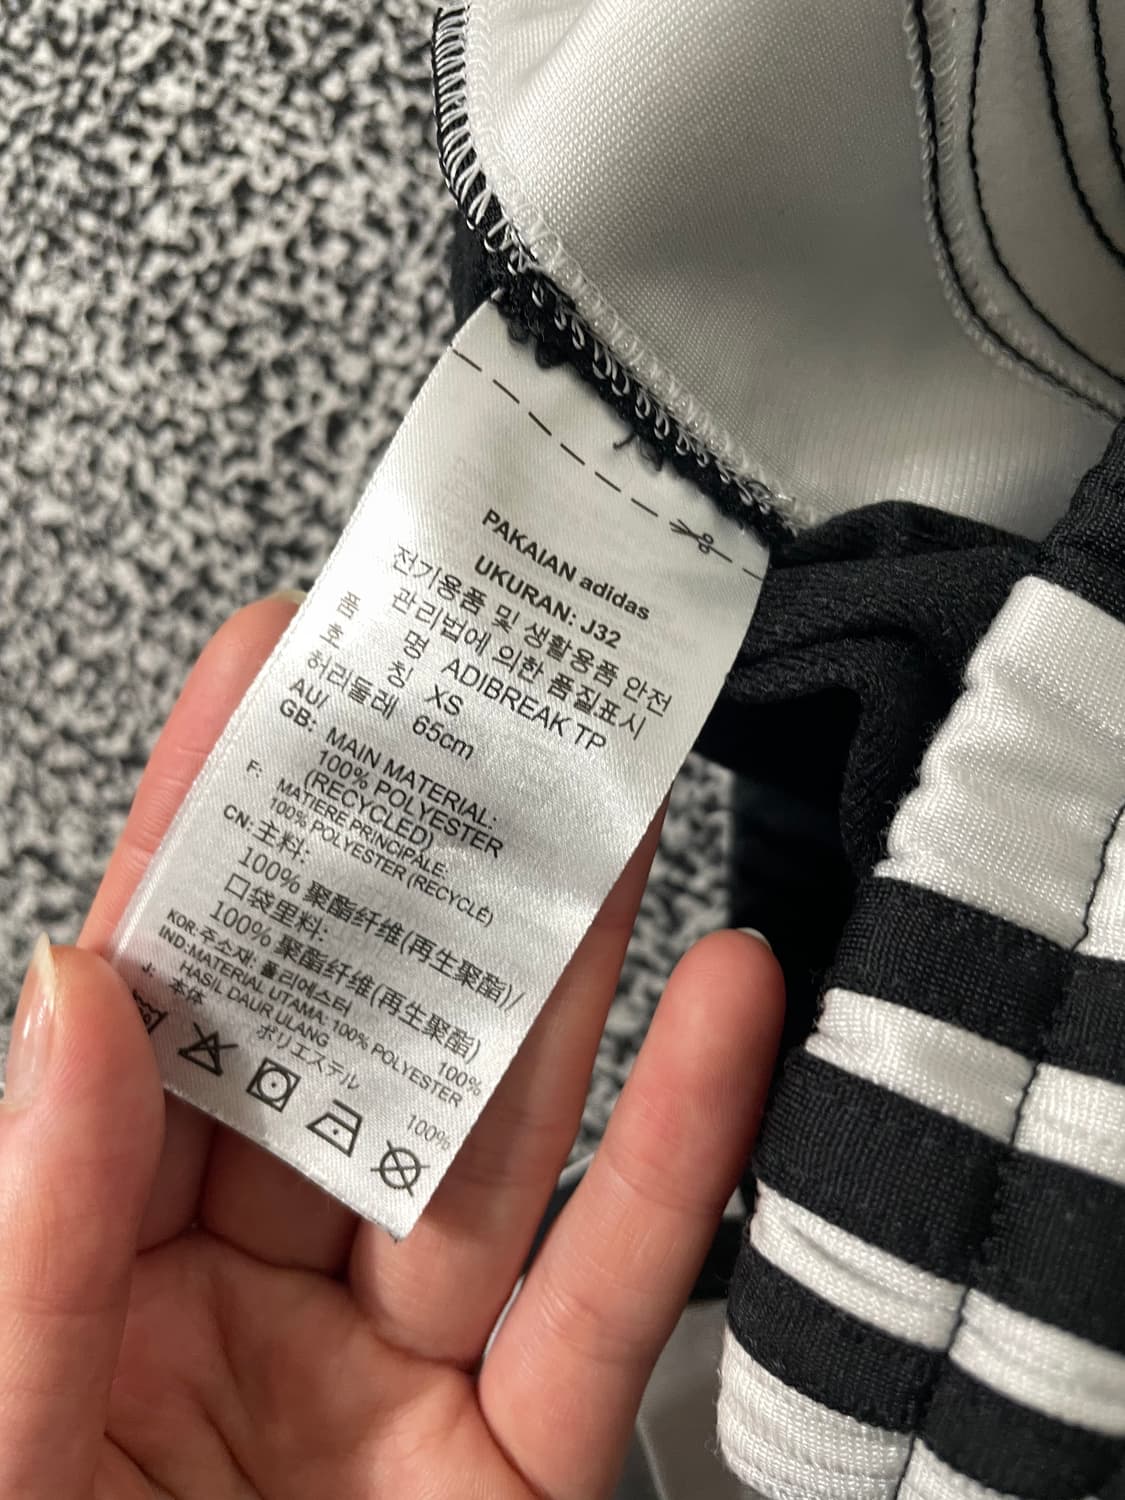 PAKAIAN adidas
UKURAN: J32
전기용품 및 생활용품 안전
관리법에 의한 품질표시
품 명 ADIBREAK TP
호 칭 XS
허리둘레 65cm
AU/
GB: MAIN MATERIAL:
100% POLYESTER
(RECYCLED)
F: MATIÈRE PRINCIPALE:
100% POLYESTER (RECYCLÉ)
CN: 主料:
100% 聚酯纤维(再生聚酯)/
口袋里料:
100% 聚酯纤维(再生聚酯)
KOR: 주소재, 폴리에스터 100%
IND: MATERIAL UTAMA: 100% POLYESTER
HASIL DAUR ULANG
J: 本体
ポリエステル 100%